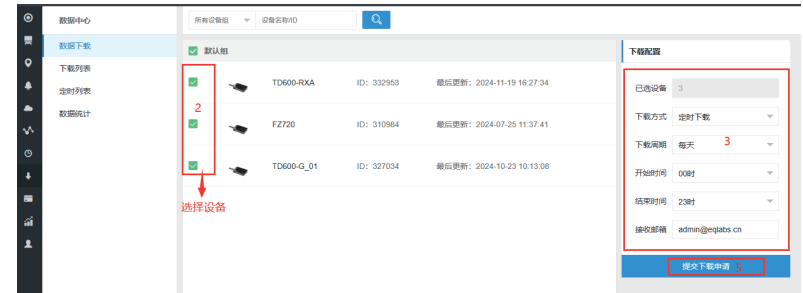 数据中心
数据下载
下载列表
定时列表
数据统计
所有设备组 设备名称/ID
默认组
TD600-RXA ID: 332953 最后更新: 2024-11-19 16:27:34
2
FZ720 ID: 310984 最后更新: 2024-07-25 11:37:41
TD600-G_01 ID: 327034 最后更新: 2024-10-23 10:13:08
选择设备
下载配置
已选设备 3
下载方式 定时下载
下载周期 每天 3
开始时间 00时
结束时间 23时
接收邮箱 admin@eqlabs.cn
提交下载申请 5